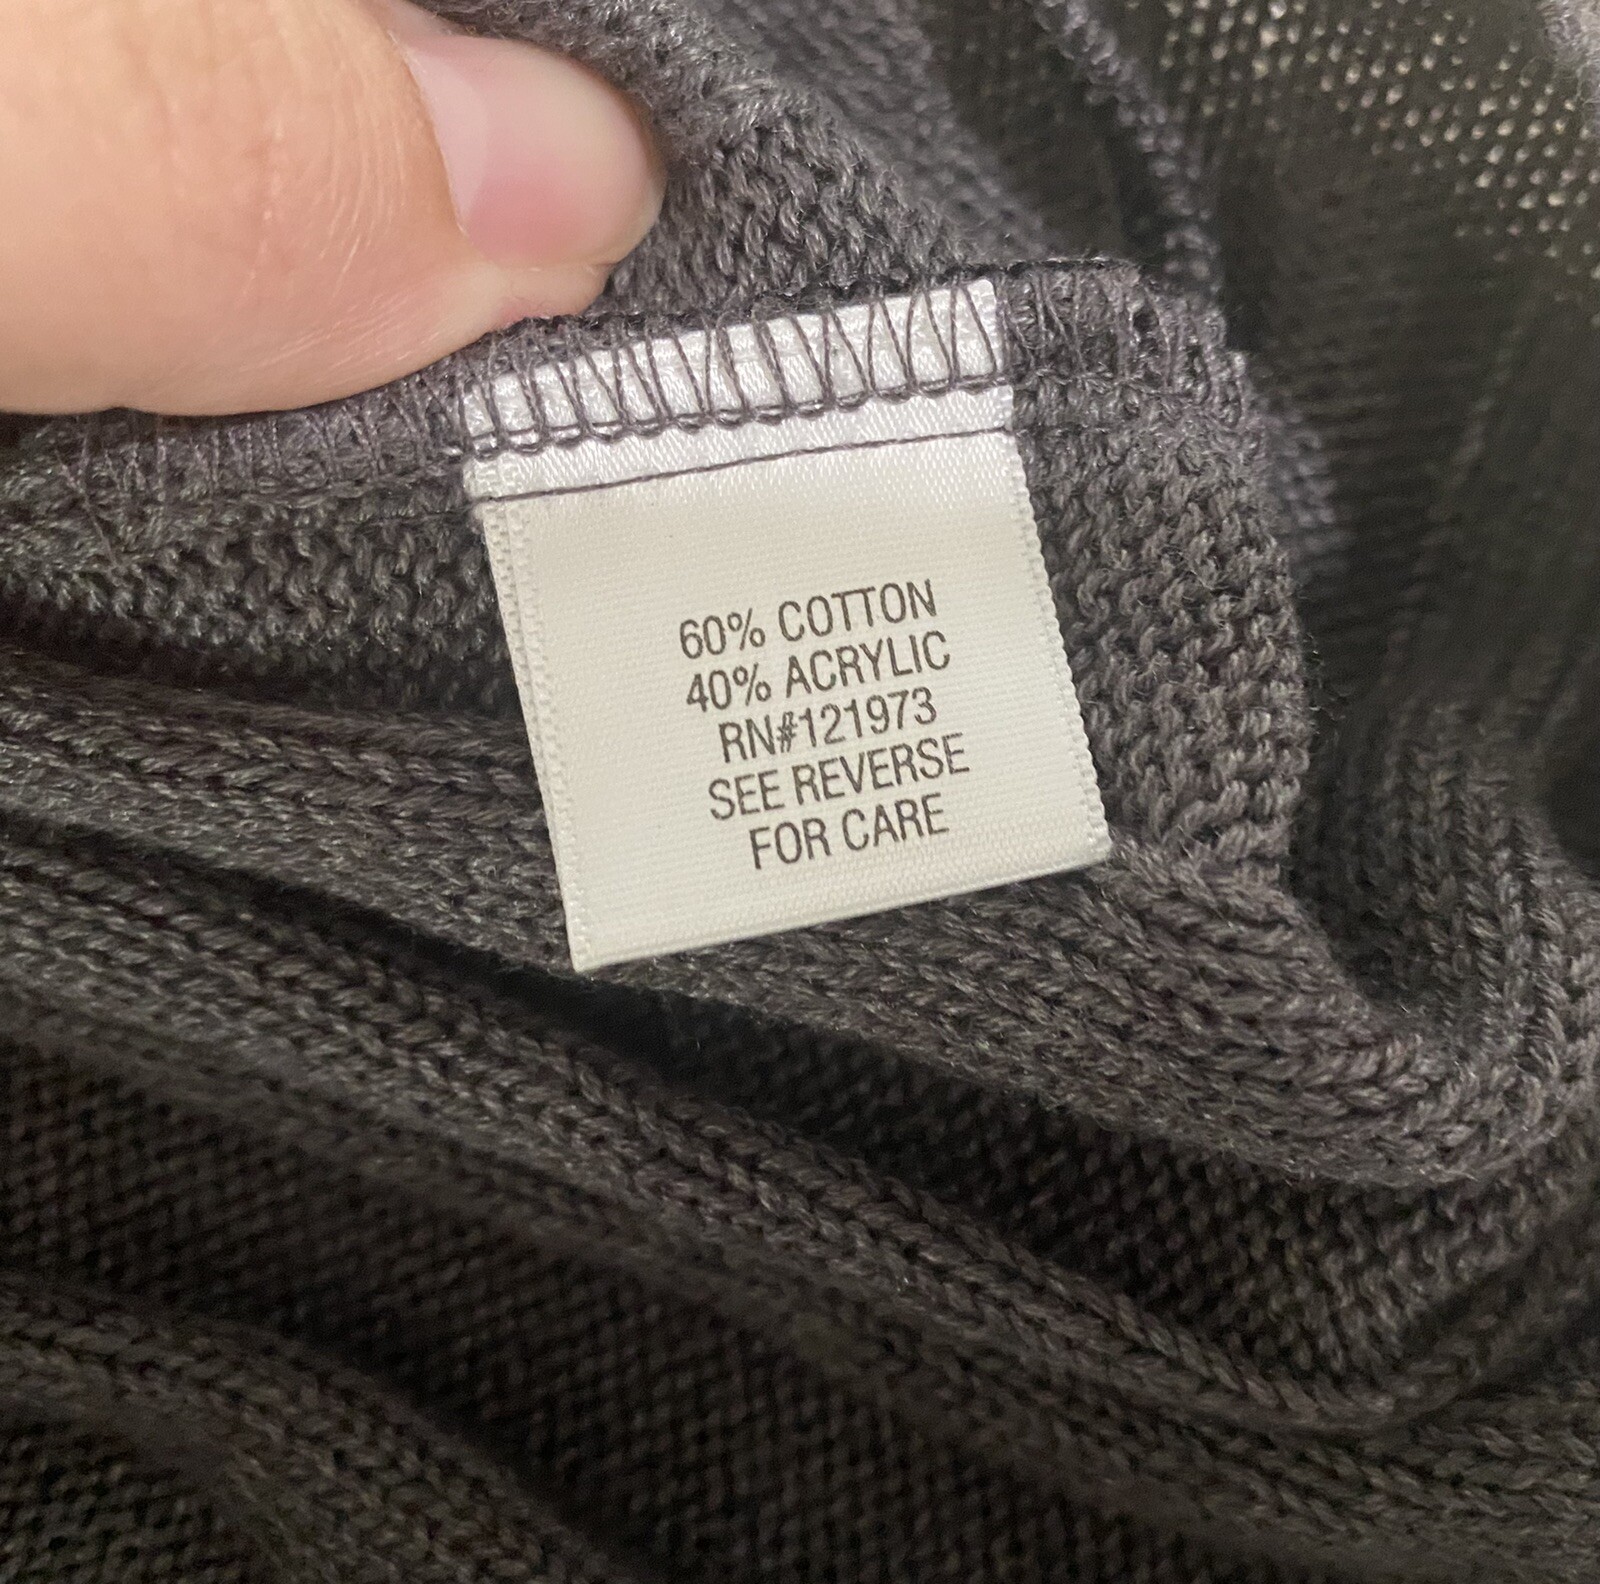 60% COTTON
40% ACRYLIC
RN#121973
SEE REVERSE
FOR CARE